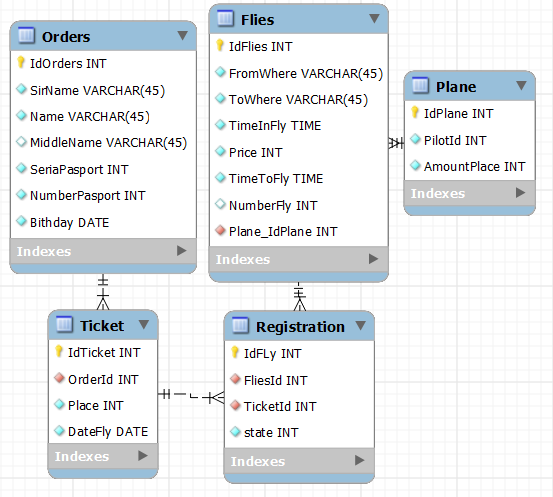 Orders
IdOrders INT
SirName VARCHAR(45)
Name VARCHAR(45)
MiddleName VARCHAR(45)
SeriaPasport INT
NumberPasport INT
Bithday DATE
Indexes
Flies
IdFlies INT
FromWhere VARCHAR(45)
ToWhere VARCHAR(45)
TimeInFly TIME
Price INT
TimeToFly TIME
NumberFly INT
Plane_IdPlane INT
Indexes
Plane
IdPlane INT
PilotId INT
AmountPlace INT
Indexes
Ticket
IdTicket INT
OrderId INT
Place INT
DateFly DATE
Indexes
Registration
IdFLy INT
FliesId INT
TicketId INT
state INT
Indexes